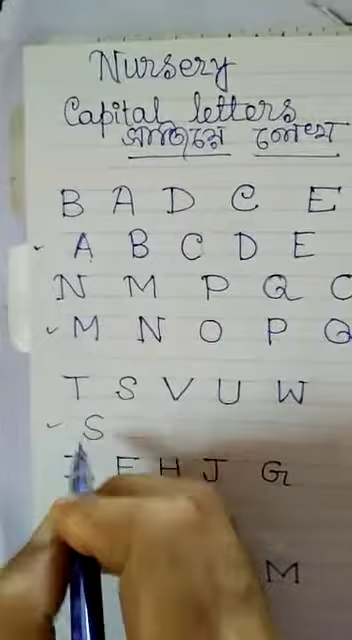 Nursery
Capital letters
সাজিয়ে লেখো
B A D C E
A B C D E
N M P Q
M N O P Q
T S V U W
S
F H J G
M